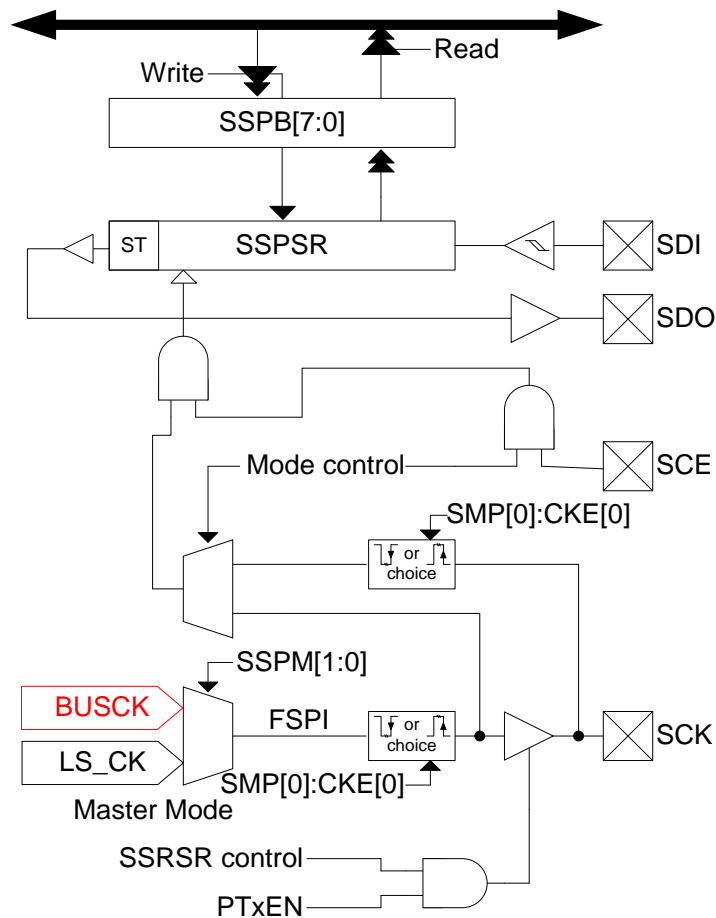 Read
Write
SSPB[7:0]
ST
SSPSR
SDI
SDO
Mode control
SCE
SMP[0]:CKE[0]
or
choice
SSPM[1:0]
BUSCK
FSPI
or
choice
SCK
LS_CK
SMP[0]:CKE[0]
Master Mode
SSRSR control
PTxEN